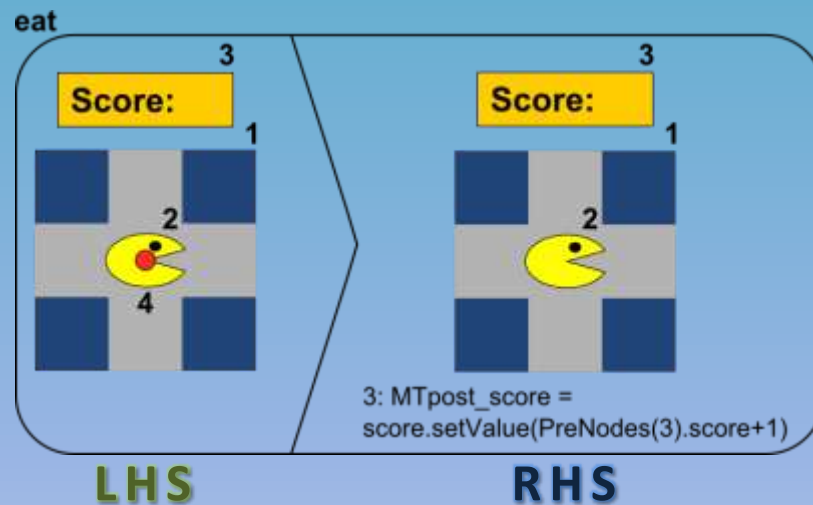 eat
3
Score:
1
2
4
3
Score:
1
2
3: MTpost_score =
score.setValue(PreNodes(3).score+1)
LHS
RHS